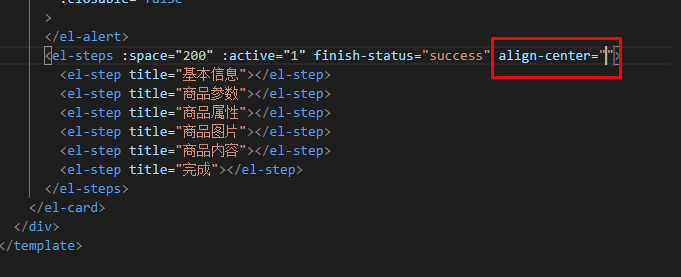 :closable="false"
>
</el-alert>
<el-steps :space="200" :active="1" finish-status="success" align-center="">
<el-step title="基本信息"></el-step>
<el-step title="商品参数"></el-step>
<el-step title="商品属性"></el-step>
<el-step title="商品图片"></el-step>
<el-step title="商品内容"></el-step>
<el-step title="完成"></el-step>
</el-steps>
</el-card>
</div>
</template>